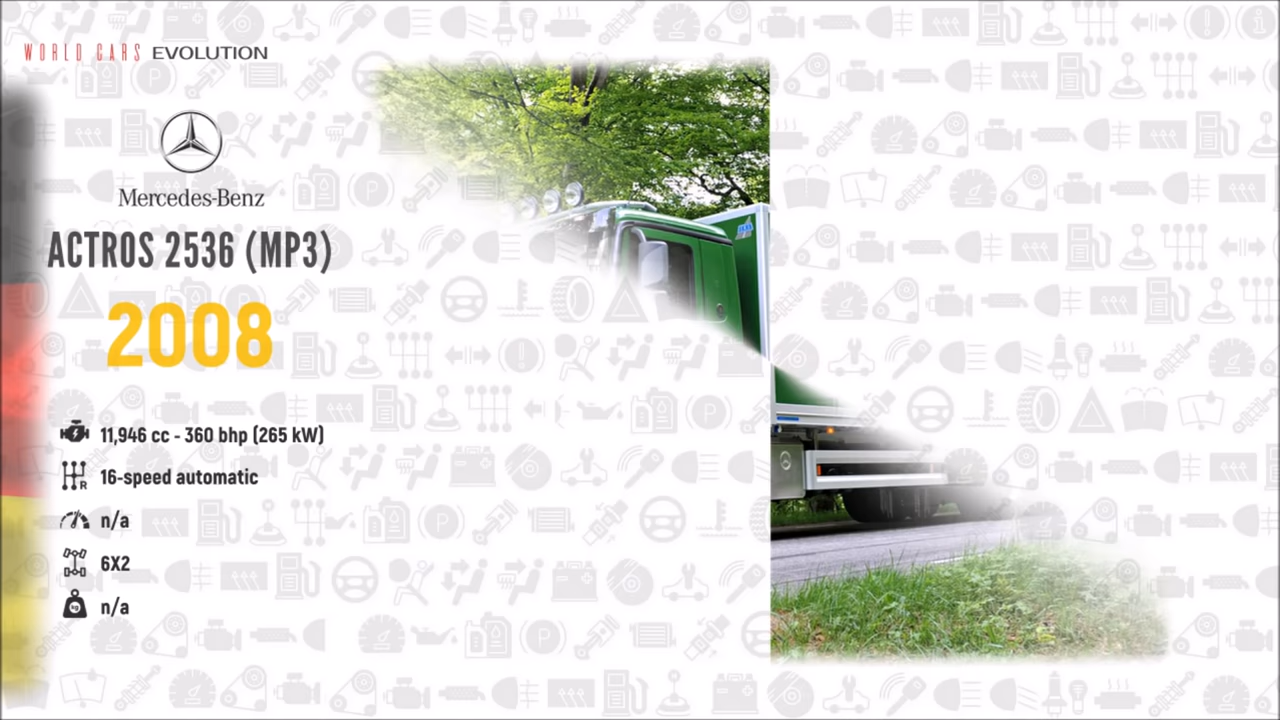 WORLD CARS EVOLUTION
Mercedes-Benz
ACTROS 2536 (MP3)
2008
11,946 cc - 360 bhp (265 kW)
16-speed automatic
n/a
6X2
n/a